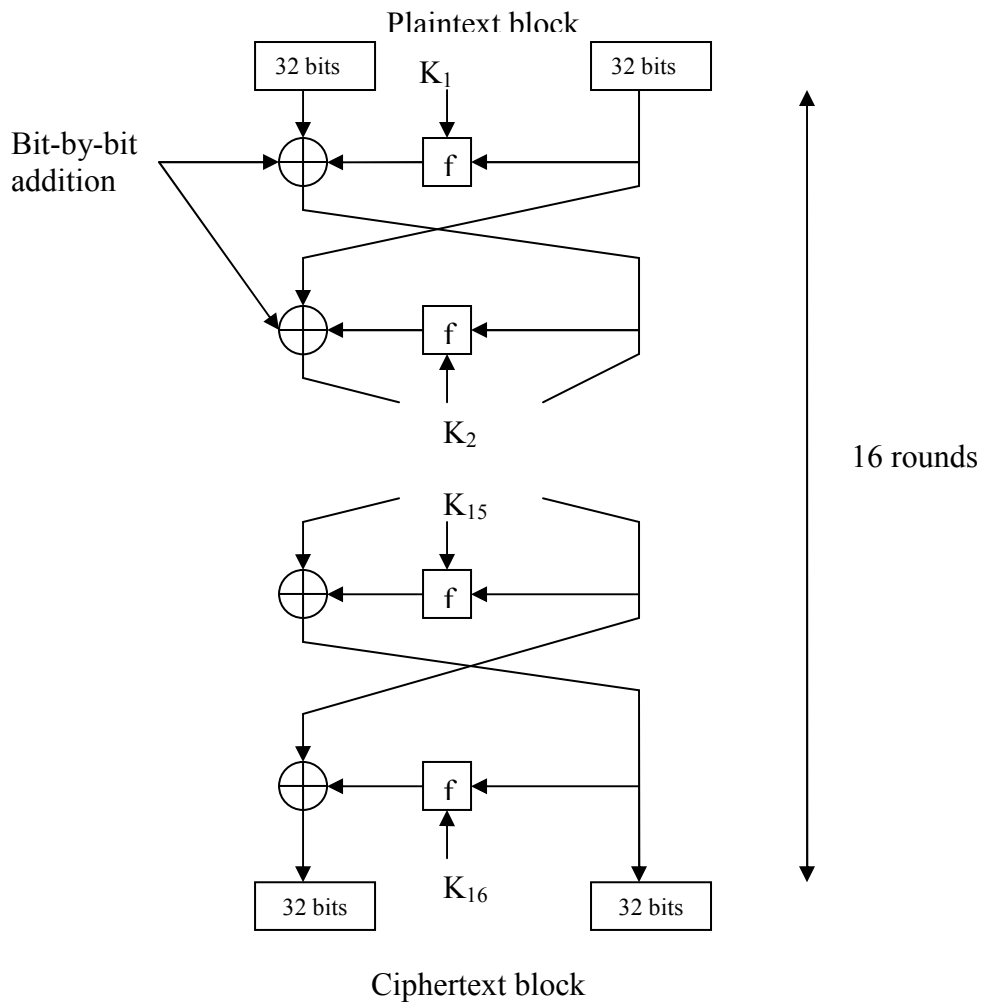 Plaintext block
32 bits
32 bits
K₁
Bit-by-bit
addition
f
f
K₂
16 rounds
K₁₅
f
f
K₁₆
32 bits
32 bits
Ciphertext block